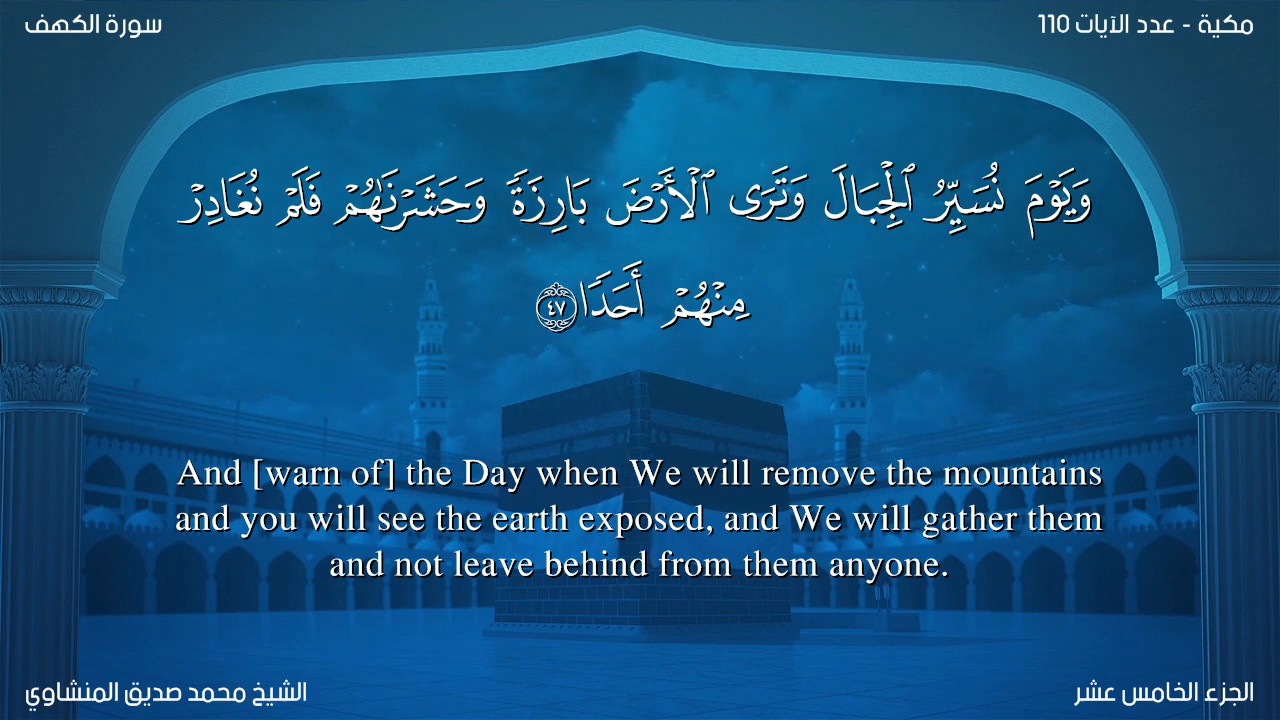 سورة الكهف
مكية - عدد الآيات 110
وَيَوْمَ نُسَيِّرُ ٱلْجِبَالَ وَتَرَى ٱلْأَرْضَ بَارِزَةً وَحَشَرْنَٰهُمْ فَلَمْ نُغَادِرْ
مِنْهُمْ أَحَدًا ٤٧
And [warn of] the Day when We will remove the mountains
and you will see the earth exposed, and We will gather them
and not leave behind from them anyone.
الشيخ محمد صديق المنشاوي
الجزء الخامس عشر